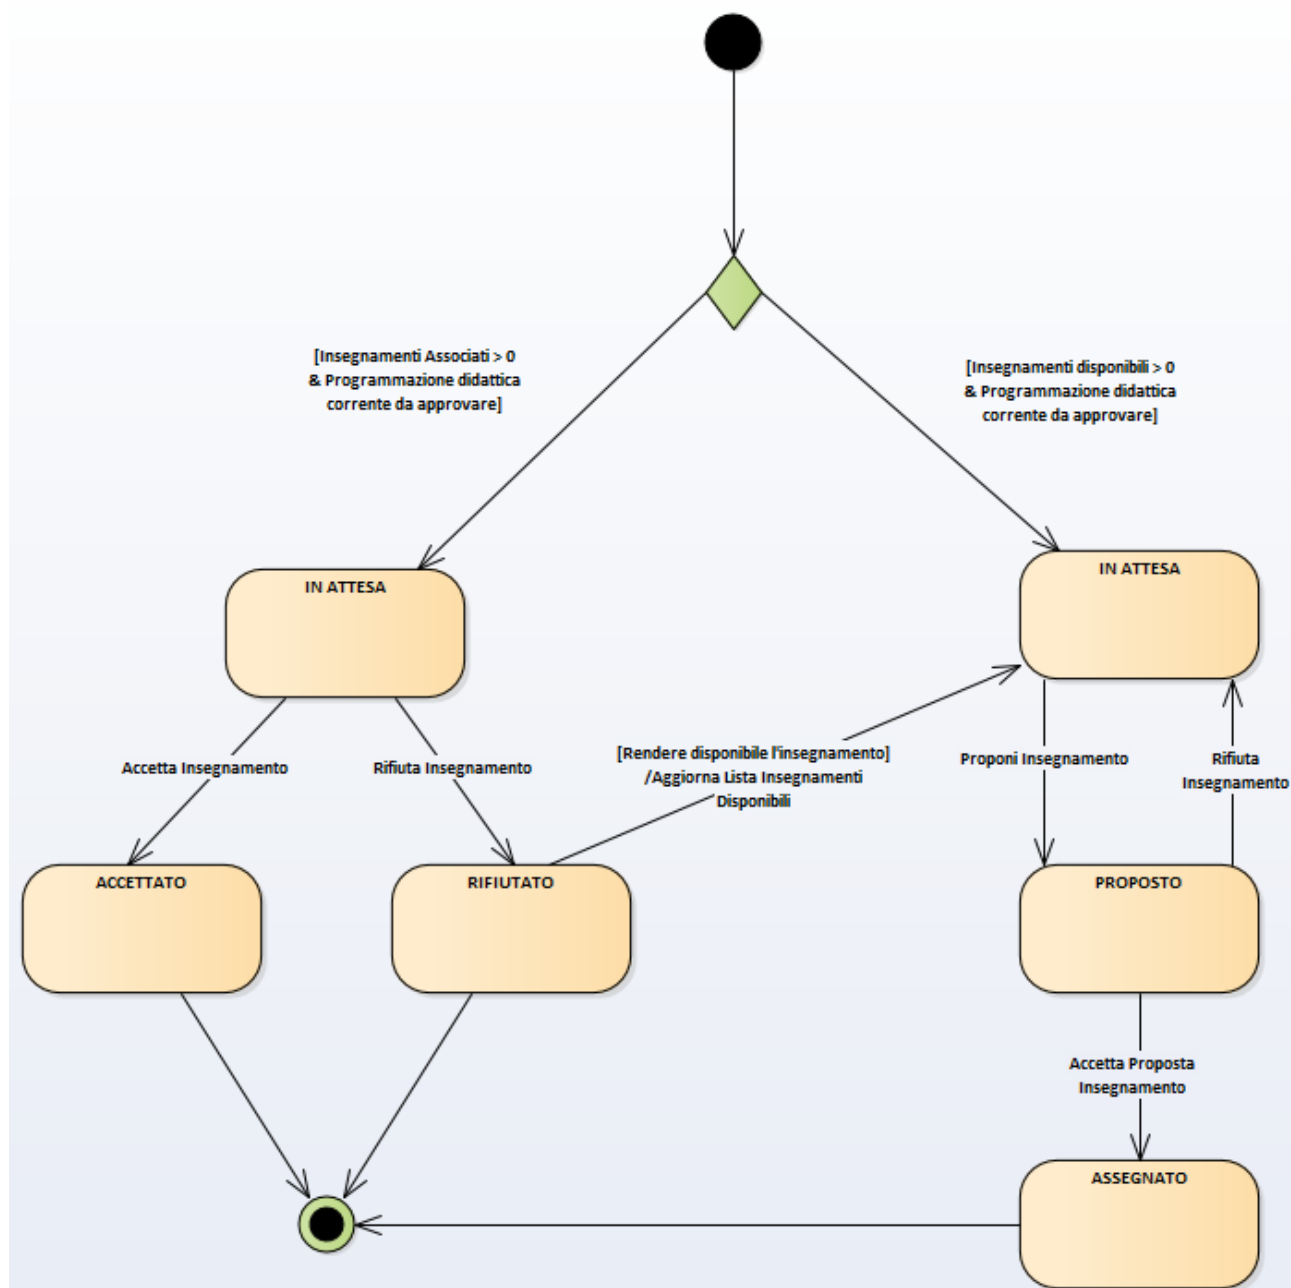 [Insegnamenti Associati > 0
& Programmazione didattica
corrente da approvare]
[Insegnamenti disponibili > 0
& Programmazione didattica
corrente da approvare]
IN ATTESA
IN ATTESA
Accetta Insegnamento
Rifiuta Insegnamento
[Rendere disponibile l'insegnamento]
/Aggiorna Lista Insegnamenti
Disponibili
Proponi Insegnamento
Rifiuta
Insegnamento
ACCETTATO
RIFIUTATO
PROPOSTO
Accetta Proposta
Insegnamento
ASSEGNATO